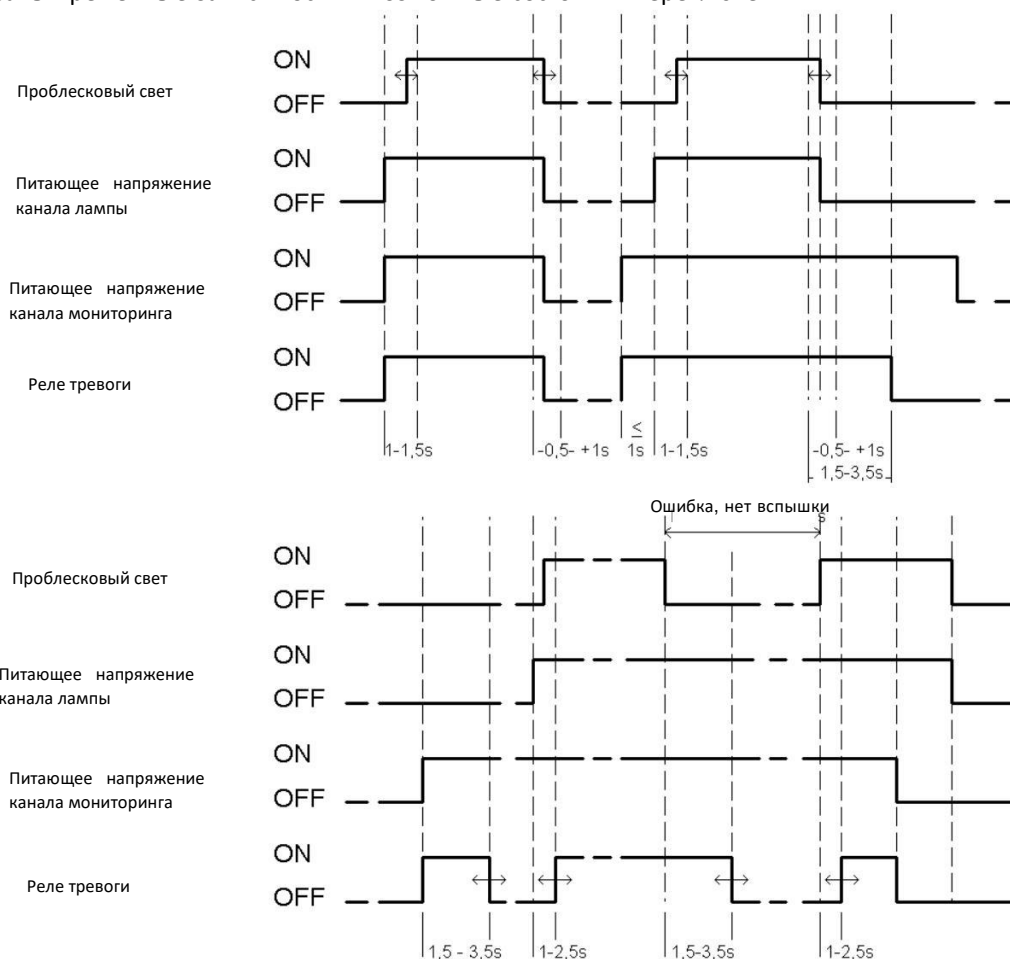 ON
Проблесковый свет
OFF
ON
Питающее напряжение
канала лампы
OFF
ON
Питающее напряжение
канала мониторинга
OFF
ON
Реле тревоги
OFF
1-1,5s
-0,5- +1s
≤
1s
1-1,5s
-0,5- +1s
1,5-3,5s
Ошибка, нет вспышки
s
ON
Проблесковый свет
OFF
ON
Питающее напряжение
канала лампы
OFF
ON
Питающее напряжение
канала мониторинга
OFF
ON
Реле тревоги
OFF
1,5 - 3,5s
1-2,5s
1,5-3,5s
1-2,5s